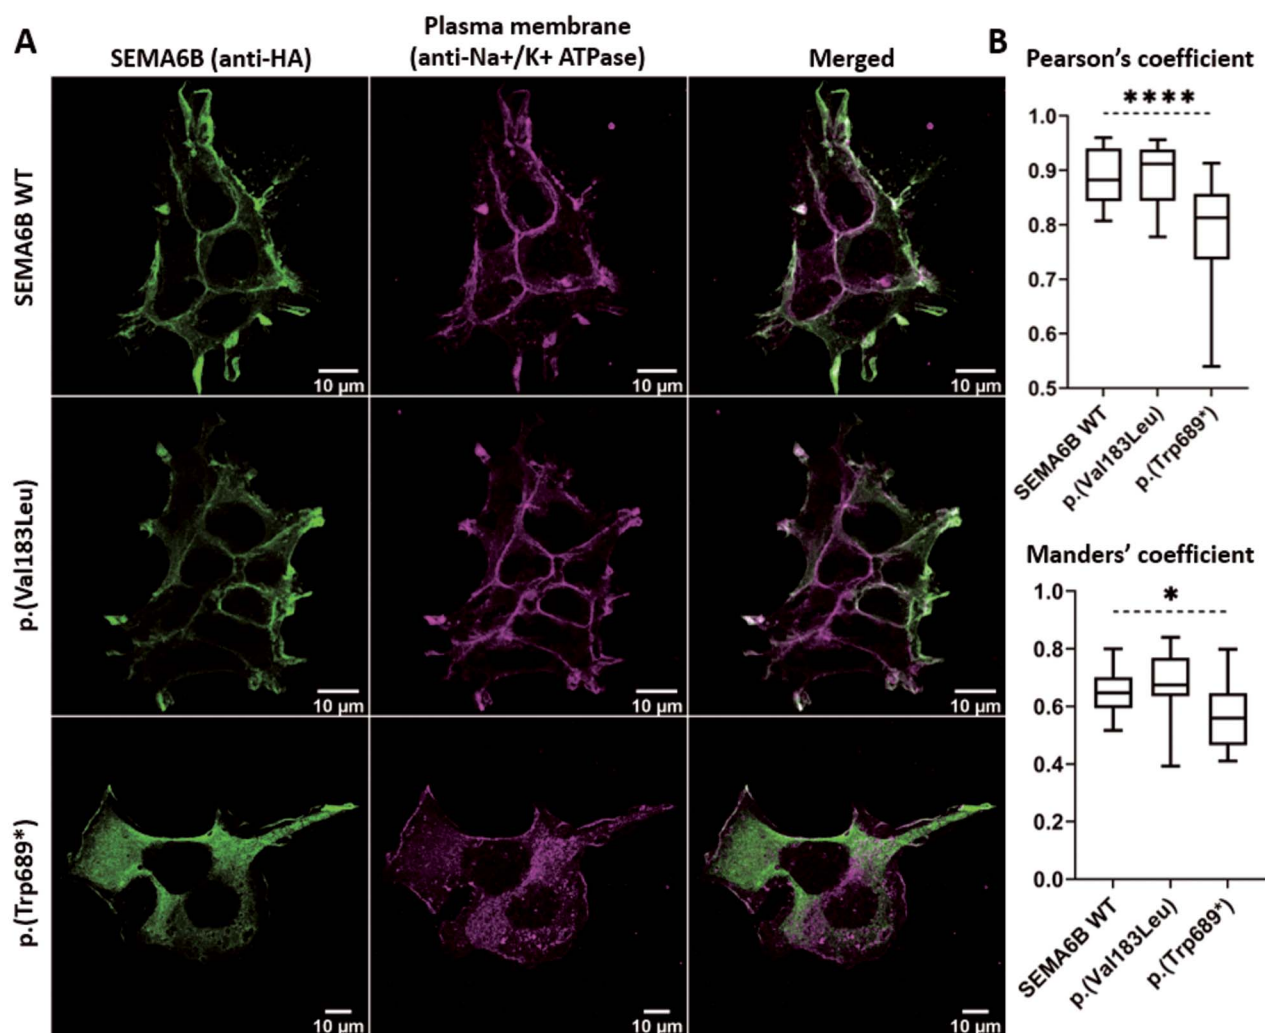 A
SEMA6B (anti-HA)
Plasma membrane
(anti-Na+/K+ ATPase)
Merged
SEMA6B WT
10 µm
10 µm
10 µm
p.(Val183Leu)
10 µm
10 µm
10 µm
p.(Trp689*)
10 µm
10 µm
10 µm
B
Pearson's coefficient
****
1.0
0.9
0.8
0.7
0.6
0.5
SEMA6B WT
p.(Val183Leu)
p.(Trp689*)
Manders' coefficient
*
1.0
0.8
0.6
0.4
0.2
0.0
SEMA6B WT
p.(Val183Leu)
p.(Trp689*)